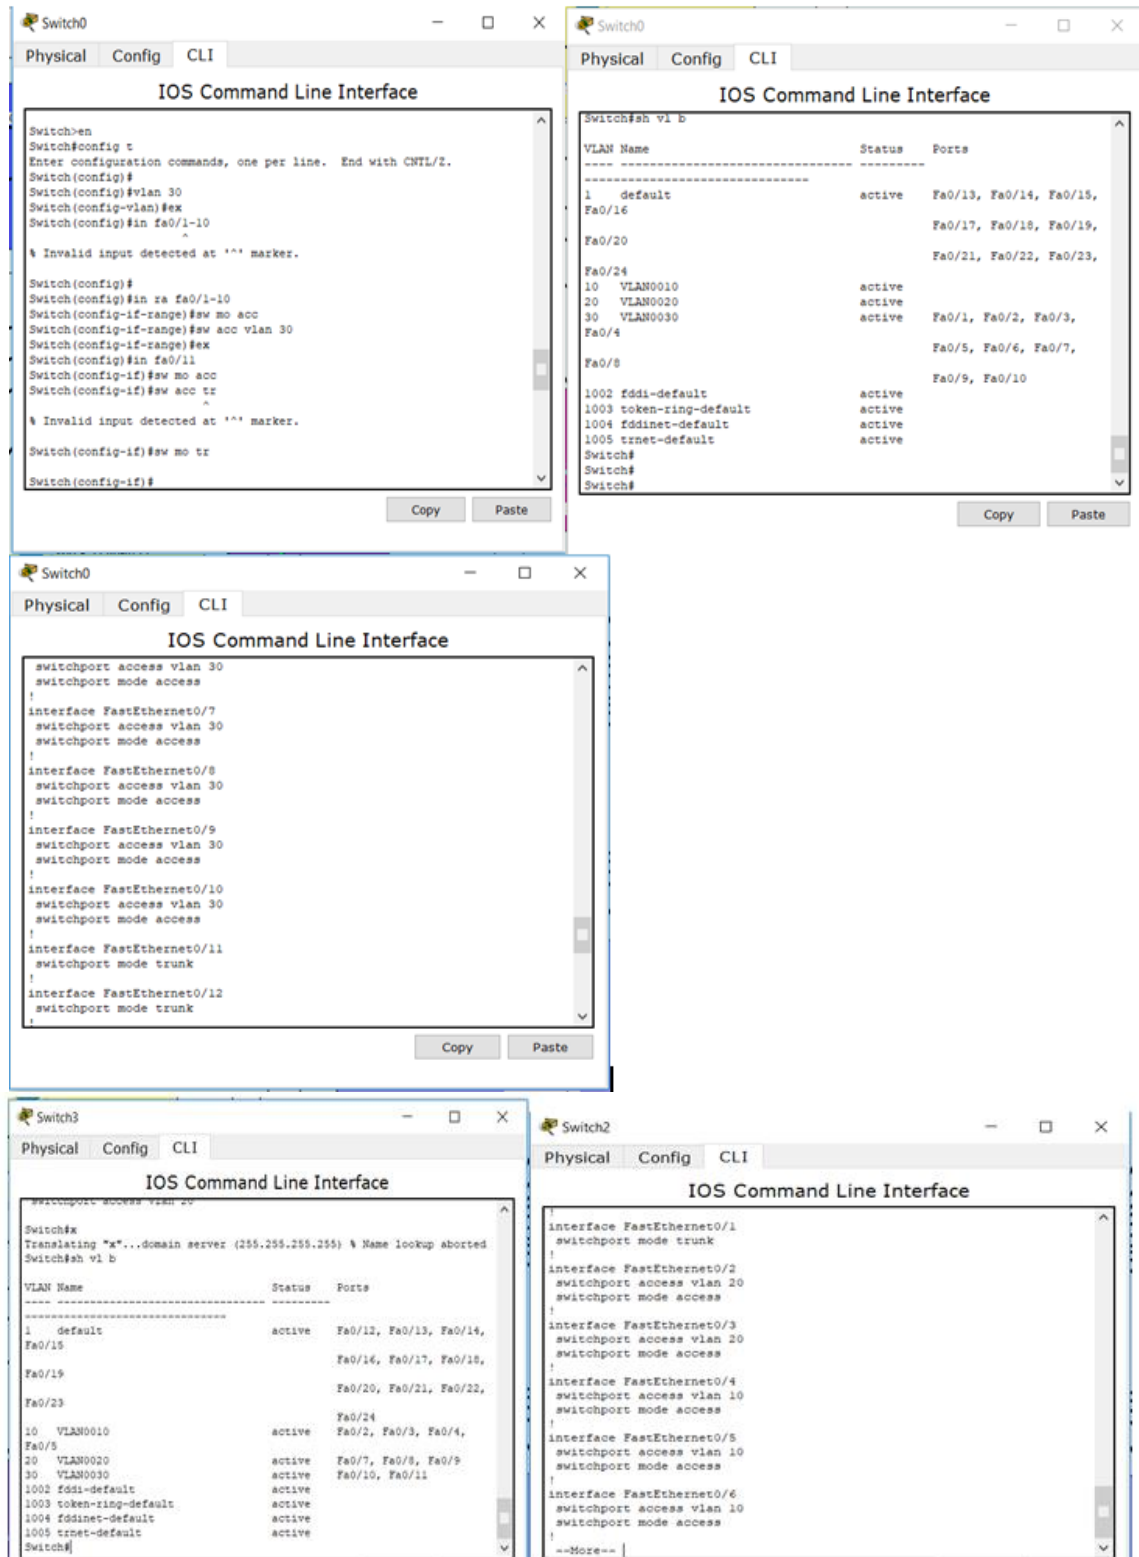 Switch0
Physical Config CLI
IOS Command Line Interface
Switch>en
Switch#config t
Enter configuration commands, one per line. End with CNTL/Z.
Switch(config)#
Switch(config)#vlan 30
Switch(config-vlan)#ex
Switch(config)#in fa0/1-10
^
% Invalid input detected at '^' marker.
Switch(config)#
Switch(config)#in ra fa0/1-10
Switch(config-if-range)#sw mo acc
Switch(config-if-range)#sw acc vlan 30
Switch(config-if-range)#ex
Switch(config)#in fa0/11
Switch(config-if)#sw mo acc
Switch(config-if)#sw acc tr
^
% Invalid input detected at '^' marker.
Switch(config-if)#sw mo tr
Switch(config-if)#
Copy Paste
Switch0
Physical Config CLI
IOS Command Line Interface
Switch#sh vl b
VLAN Name Status Ports
---- -------------------------------- ---------
-------------------------------
1 default active Fa0/13, Fa0/14, Fa0/15,
Fa0/16
Fa0/17, Fa0/18, Fa0/19,
Fa0/20
Fa0/21, Fa0/22, Fa0/23,
Fa0/24
10 VLAN0010 active
20 VLAN0020 active
30 VLAN0030 active Fa0/1, Fa0/2, Fa0/3,
Fa0/4
Fa0/5, Fa0/6, Fa0/7,
Fa0/8
Fa0/9, Fa0/10
1002 fddi-default active
1003 token-ring-default active
1004 fddinet-default active
1005 trnet-default active
Switch#
Switch#
Switch#
Copy Paste
Switch0
Physical Config CLI
IOS Command Line Interface
switchport access vlan 30
switchport mode access
!
interface FastEthernet0/7
switchport access vlan 30
switchport mode access
!
interface FastEthernet0/8
switchport access vlan 30
switchport mode access
!
interface FastEthernet0/9
switchport access vlan 30
switchport mode access
!
interface FastEthernet0/10
switchport access vlan 30
switchport mode access
!
interface FastEthernet0/11
switchport mode trunk
!
interface FastEthernet0/12
switchport mode trunk
!
Copy Paste
Switch3
Physical Config CLI
IOS Command Line Interface
switchport access vlan 20
Switch#x
Translating "x"...domain server (255.255.255.255) % Name lookup aborted
Switch#sh vl b
VLAN Name Status Ports
---- -------------------------------- ---------
-------------------------------
1 default active Fa0/12, Fa0/13, Fa0/14,
Fa0/15
Fa0/16, Fa0/17, Fa0/18,
Fa0/19
Fa0/20, Fa0/21, Fa0/22,
Fa0/23
Fa0/24
10 VLAN0010 active Fa0/2, Fa0/3, Fa0/4,
Fa0/5
20 VLAN0020 active Fa0/7, Fa0/8, Fa0/9
30 VLAN0030 active Fa0/10, Fa0/11
1002 fddi-default active
1003 token-ring-default active
1004 fddinet-default active
1005 trnet-default active
Switch#
Switch2
Physical Config CLI
IOS Command Line Interface
!
interface FastEthernet0/1
switchport mode trunk
!
interface FastEthernet0/2
switchport access vlan 20
switchport mode access
!
interface FastEthernet0/3
switchport access vlan 20
switchport mode access
!
interface FastEthernet0/4
switchport access vlan 10
switchport mode access
!
interface FastEthernet0/5
switchport access vlan 10
switchport mode access
!
interface FastEthernet0/6
switchport access vlan 10
switchport mode access
!
--More--